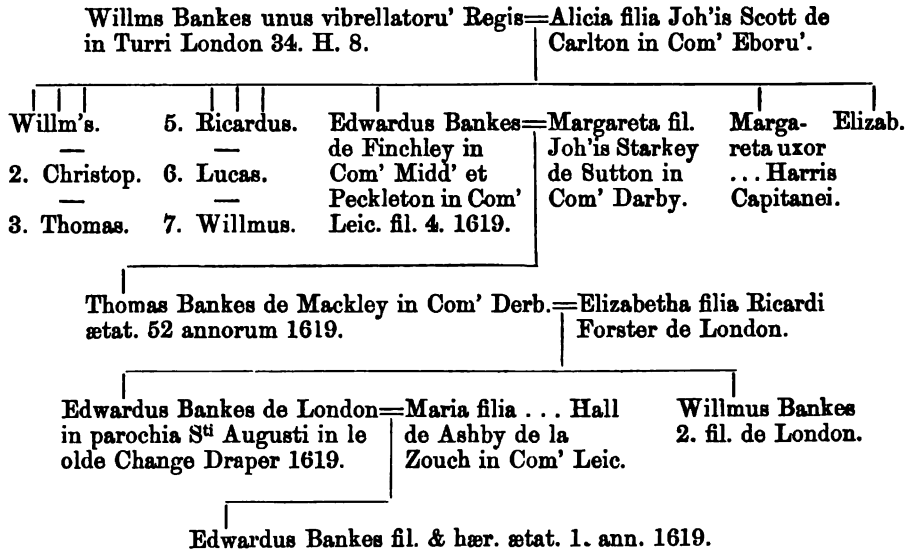 Willms Bankes unus vibrellatoru' Regis=Alicia filia Joh'is Scott de
in Turri London 34. H. 8. Carlton in Com' Eboru'.
Willm's. 5. Ricardus. Edwardus Bankes=Margareta fil. Marga- Elizab.
— — de Finchley in Joh'is Starkey reta uxor
2. Christop. 6. Lucas. Com' Midd' et de Sutton in ... Harris
— — Peckleton in Com' Com' Darby. Capitanei.
3. Thomas. 7. Willmus. Leic. fil. 4. 1619.
Thomas Bankes de Mackley in Com' Derb.=Elizabetha filia Ricardi
ætat. 52 annorum 1619. Forster de London.
Edwardus Bankes de London=Maria filia ... Hall Willmus Bankes
in parochia Sti Augusti in le de Ashby de la 2. fil. de London.
olde Change Draper 1619. Zouch in Com' Leic.
Edwardus Bankes fil. & hær. ætat. 1. ann. 1619.